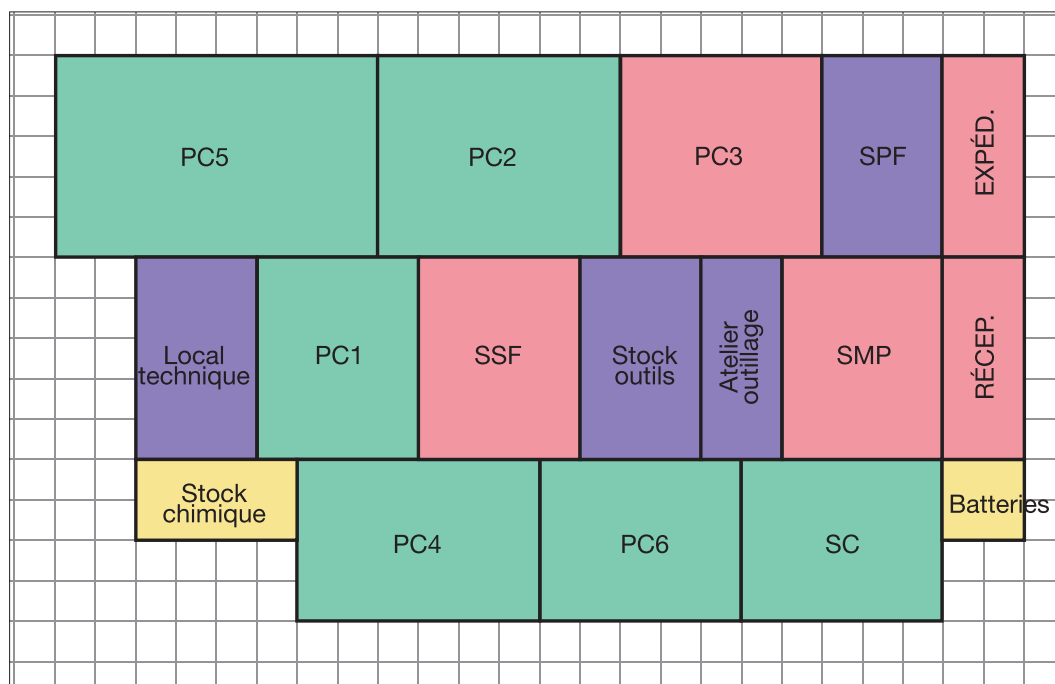 PC5
PC2
PC3
SPF
EXPÉD.
Local
technique
PC1
SSF
Stock
outils
Atelier
outillage
SMP
RÉCEP.
Stock
chimique
PC4
PC6
SC
Batteries